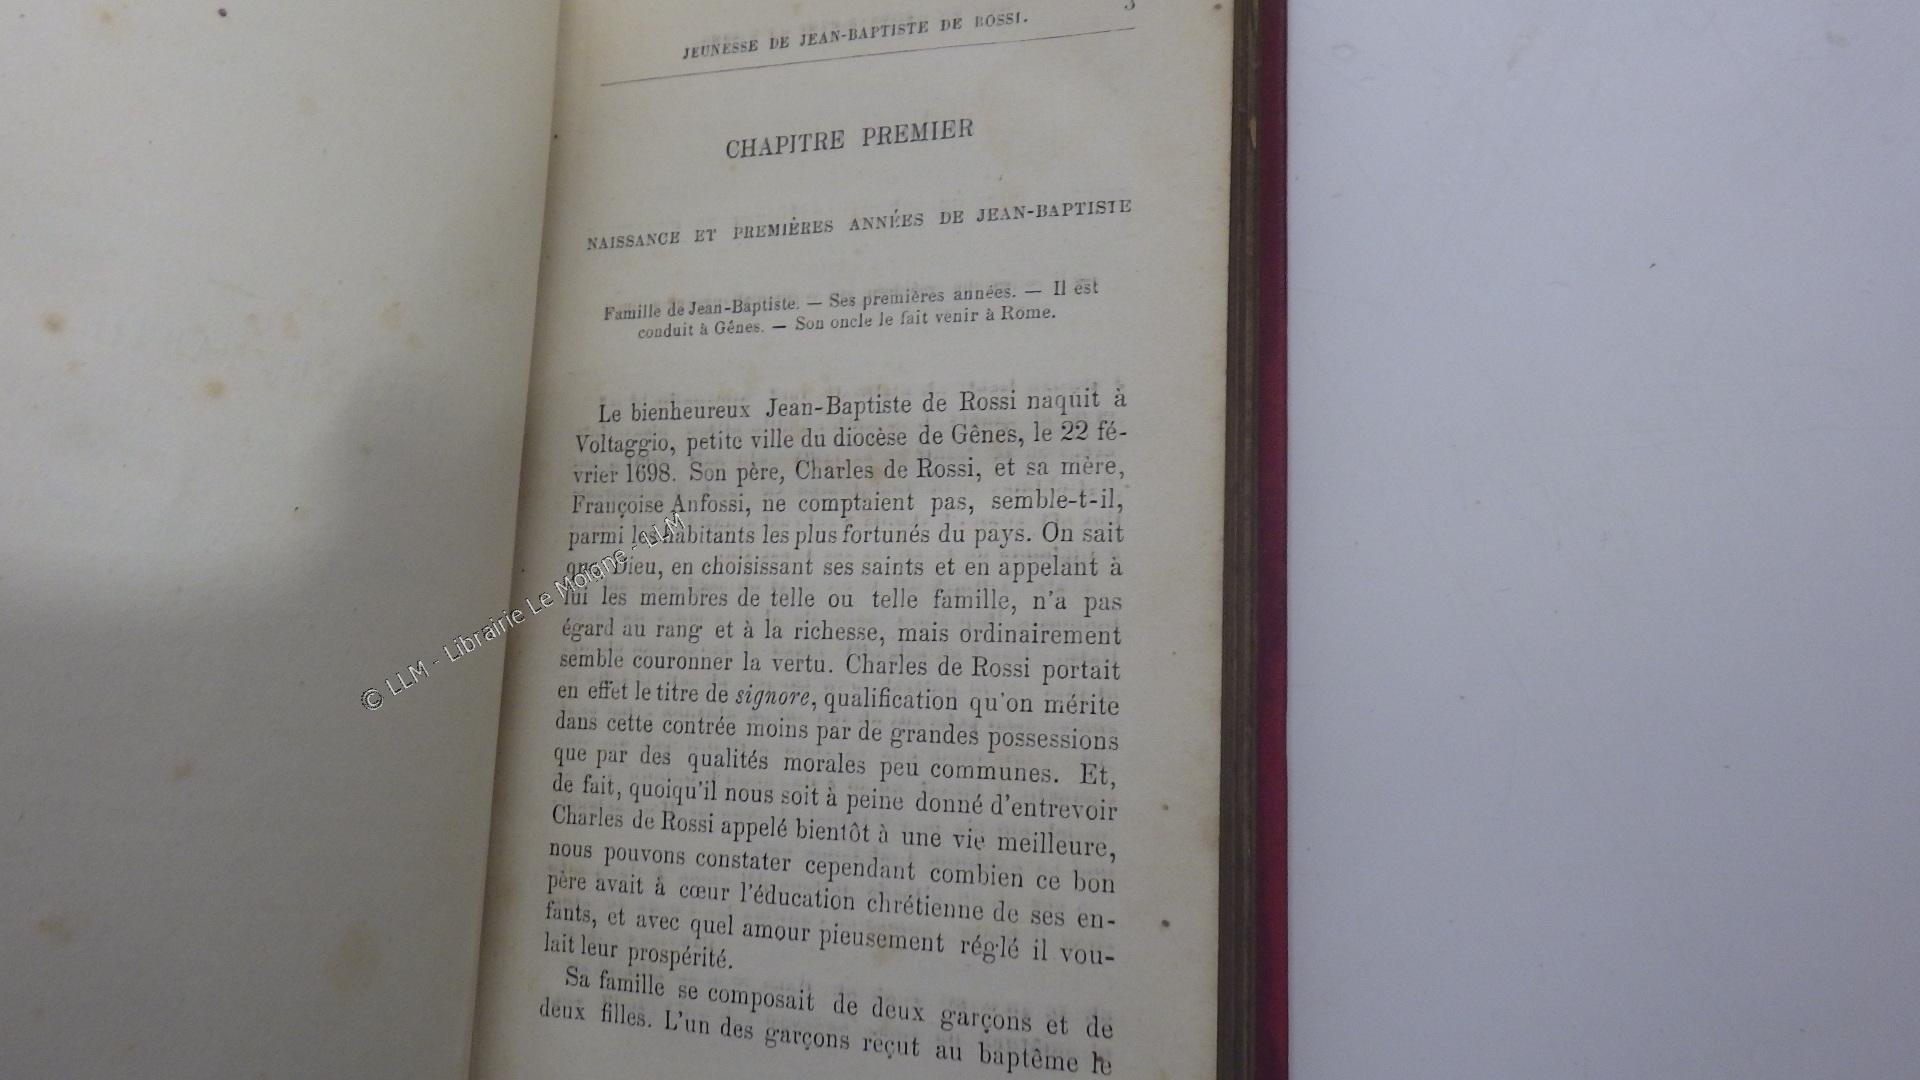 JEUNESSE DE JEAN-BAPTISTE DE ROSSI. 3
CHAPITRE PREMIER
NAISSANCE ET PREMIÈRES ANNÉES DE JEAN-BAPTISTE
Famille de Jean-Baptiste. — Ses premières années. — Il est
conduit à Gênes. — Son oncle le fait venir à Rome.
Le bienheureux Jean-Baptiste de Rossi naquit à
Voltaggio, petite ville du diocèse de Gênes, le 22 fé-
vrier 1698. Son père, Charles de Rossi, et sa mère,
Françoise Anfossi, ne comptaient pas, semble-t-il,
parmi les habitants les plus fortunés du pays. On sait
que Dieu, en choisissant ses saints et en appelant à
lui les membres de telle ou telle famille, n'a pas
égard au rang et à la richesse, mais ordinairement
semble couronner la vertu. Charles de Rossi portait
en effet le titre de signore, qualification qu'on mérite
dans cette contrée moins par de grandes possessions
que par des qualités morales peu communes. Et,
de fait, quoiqu'il nous soit à peine donné d'entrevoir
Charles de Rossi appelé bientôt à une vie meilleure,
nous pouvons constater cependant combien ce bon
père avait à cœur l'éducation chrétienne de ses en-
fants, et avec quel amour pieusement réglé il vou-
lait leur prospérité.
Sa famille se composait de deux garçons et de
deux filles. L'un des garçons reçut au baptême le
© LLM - Librairie Le Moigne - LLM